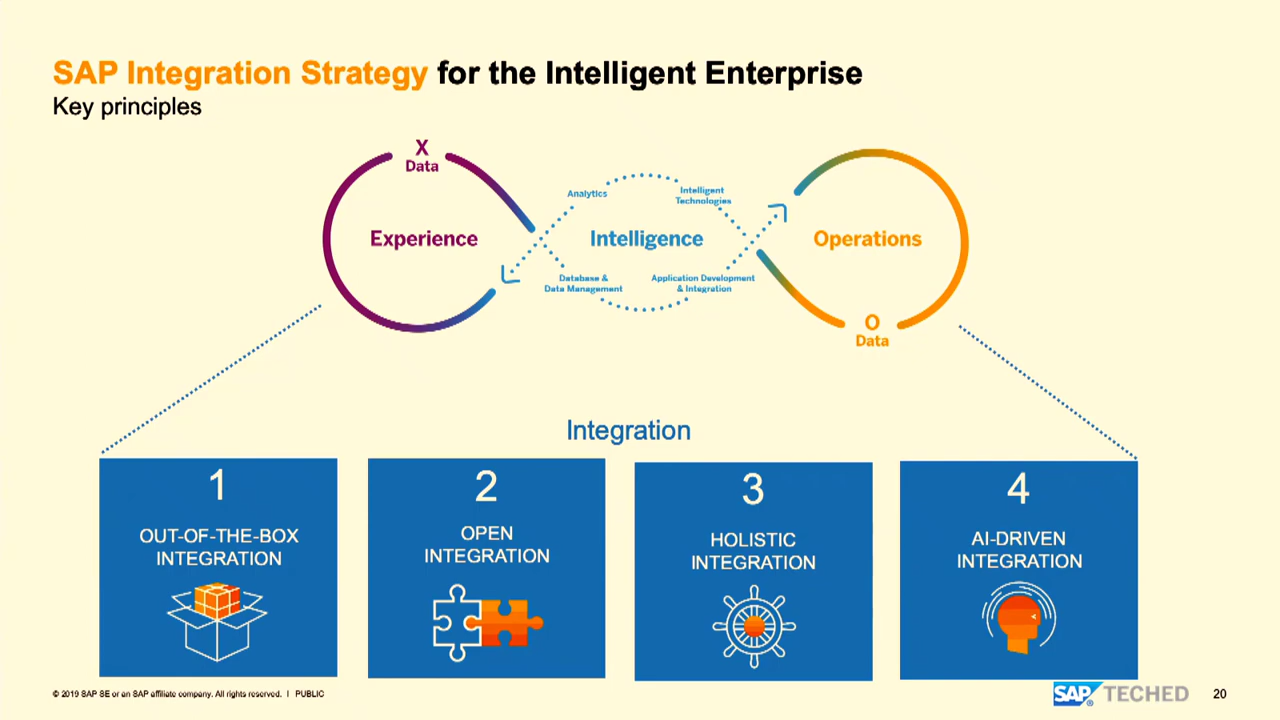 SAP Integration Strategy for the Intelligent Enterprise
Key principles
X
Data
Experience
Analytics
Intelligent
Technologies
Intelligence
Database &
Data Management
Application Development
& Integration
Operations
O
Data
Integration
1
OUT-OF-THE-BOX
INTEGRATION
2
OPEN
INTEGRATION
3
HOLISTIC
INTEGRATION
4
AI-DRIVEN
INTEGRATION
© 2019 SAP SE or an SAP affiliate company. All rights reserved. I PUBLIC
SAP® TECHED
20